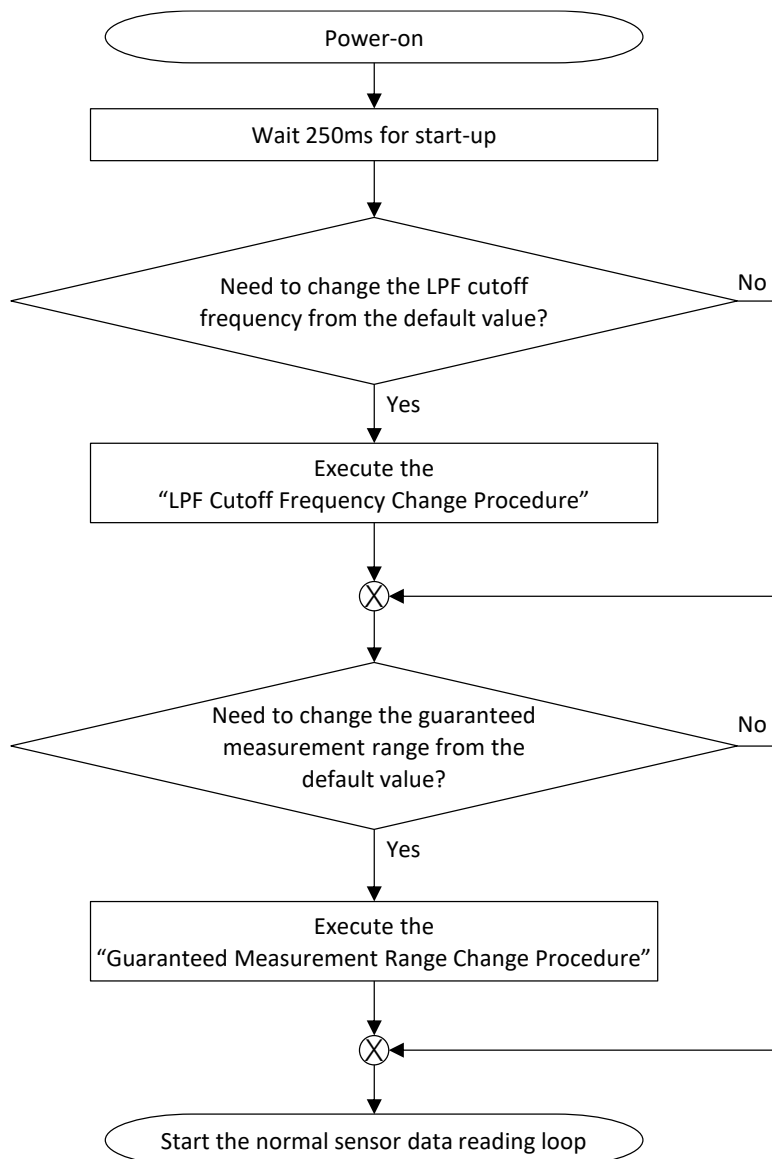 Power-on
Wait 250ms for start-up
Need to change the LPF cutoff
frequency from the default value?
No
Yes
Execute the
“LPF Cutoff Frequency Change Procedure”
X
Need to change the guaranteed
measurement range from the
default value?
No
Yes
Execute the
“Guaranteed Measurement Range Change Procedure”
X
Start the normal sensor data reading loop